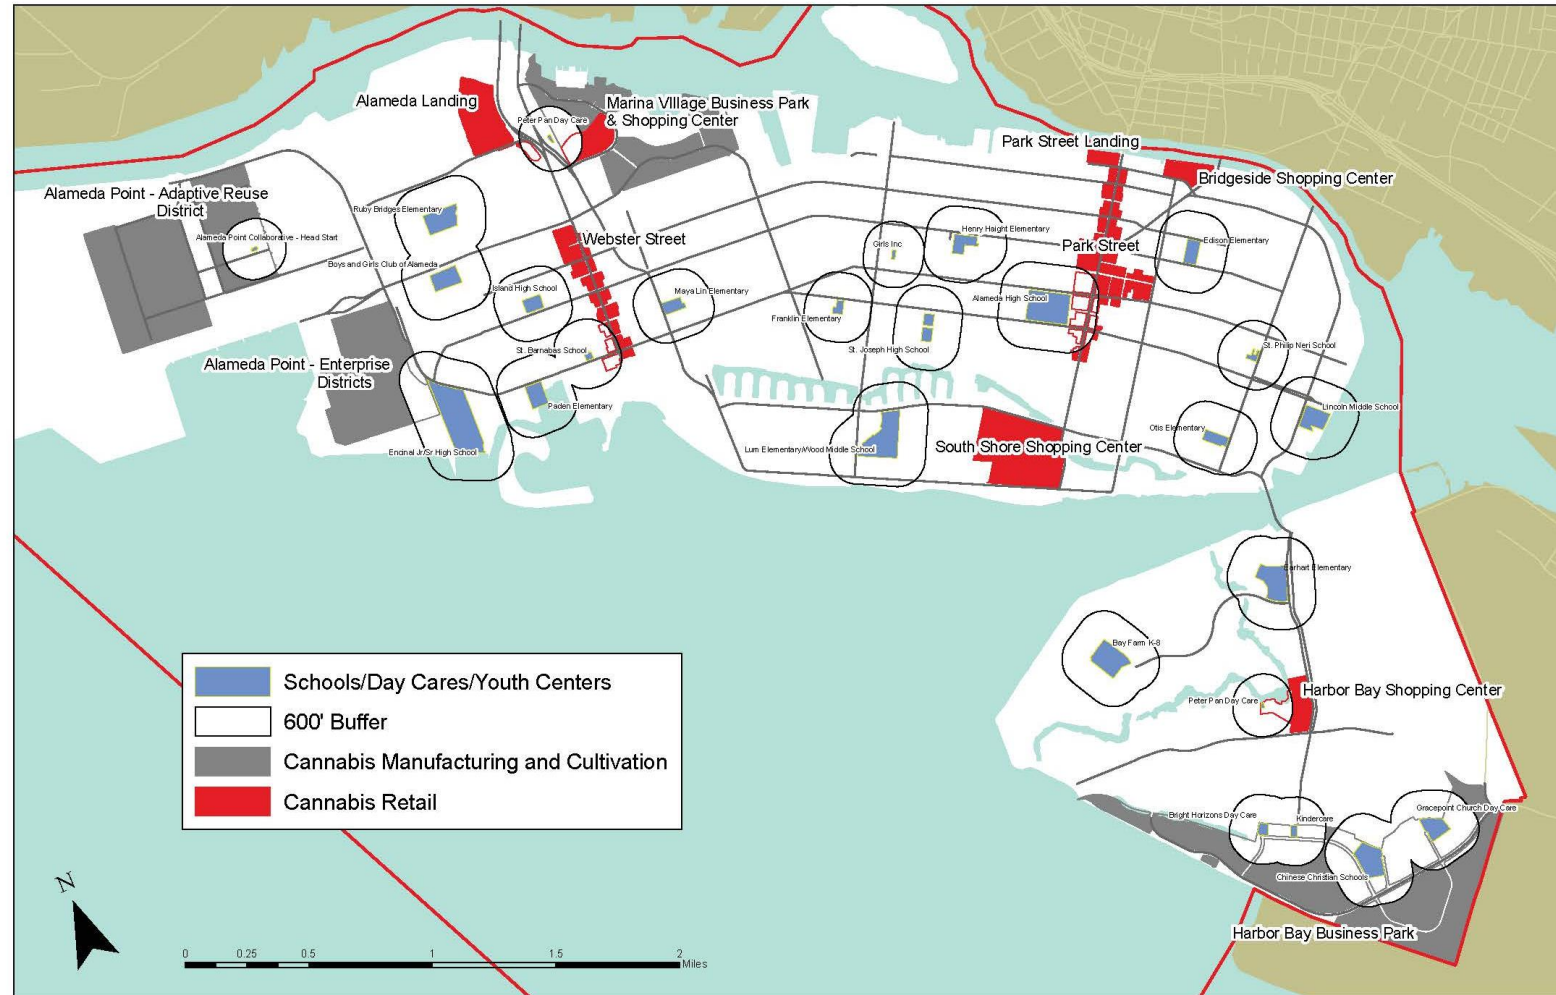 Alameda Landing
Marina VIllage Business Park
& Shopping Center
Peter Pan Day Care
Park Street Landing
Bridgeside Shopping Center
Alameda Point - Adaptive Reuse
District
Alameda Point Collaborative - Head Start
Ruby Bridges Elementary
Boys and Girls Club of Alameda
Webster Street
Island High School
Maya Lin Elementary
Girls Inc
Henry Haight Elementary
Park Street
Edison Elementary
Alameda High School
Franklin Elementary
St. Joseph High School
St. Barnabas School
St. Philip Neri School
Alameda Point - Enterprise
Districts
Paden Elementary
Encinal Jr/Sr High School
Lum Elementary/Wood Middle School
South Shore Shopping Center
Otis Elementary
Lincoln Middle School
Earhart Elementary
Bay Farm K-8
Peter Pan Day Care
Harbor Bay Shopping Center
Bright Horizons Day Care
Kindercare
Gracepoint Church Day Care
Chinese Christian Schools
Harbor Bay Business Park
Schools/Day Cares/Youth Centers
600' Buffer
Cannabis Manufacturing and Cultivation
Cannabis Retail
N
0 0.25 0.5 1 1.5 2
Miles